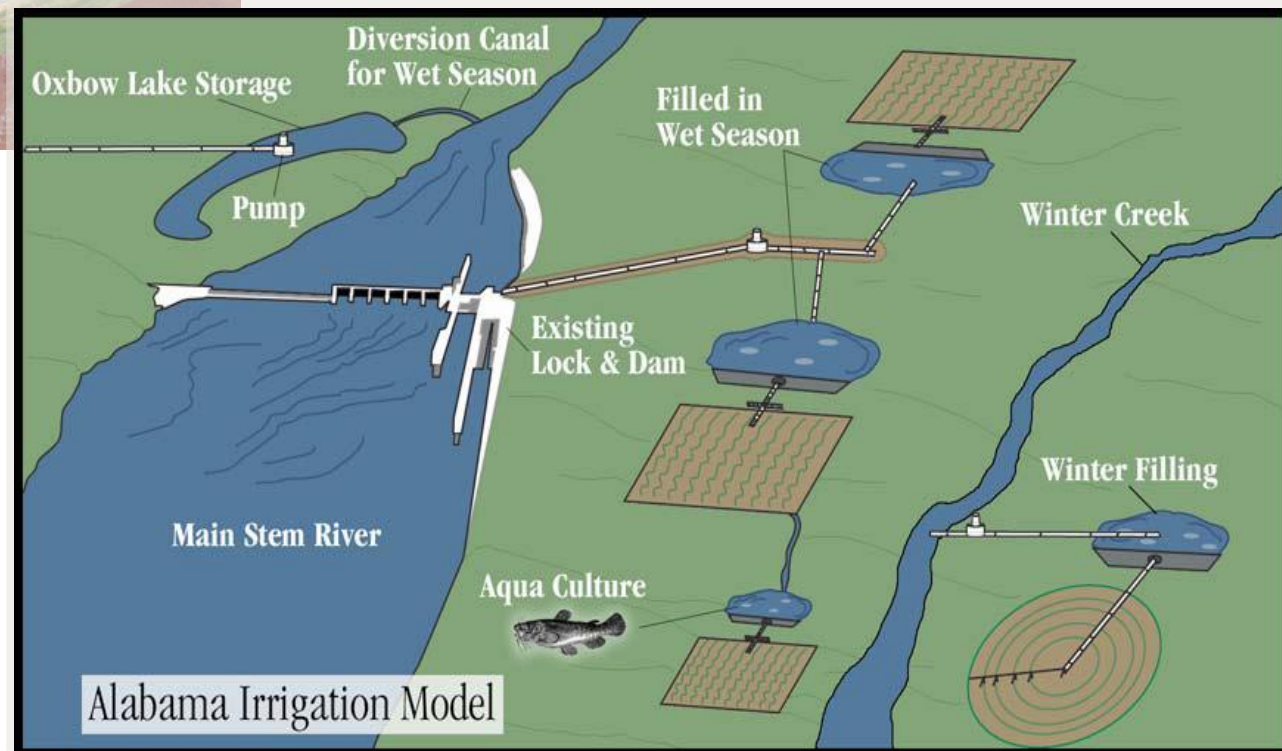 Diversion Canal
for Wet Season
Oxbow Lake Storage
Pump
Filled in
Wet Season
Winter Creek
Existing
Lock & Dam
Winter Filling
Main Stem River
Aqua Culture
Alabama Irrigation Model